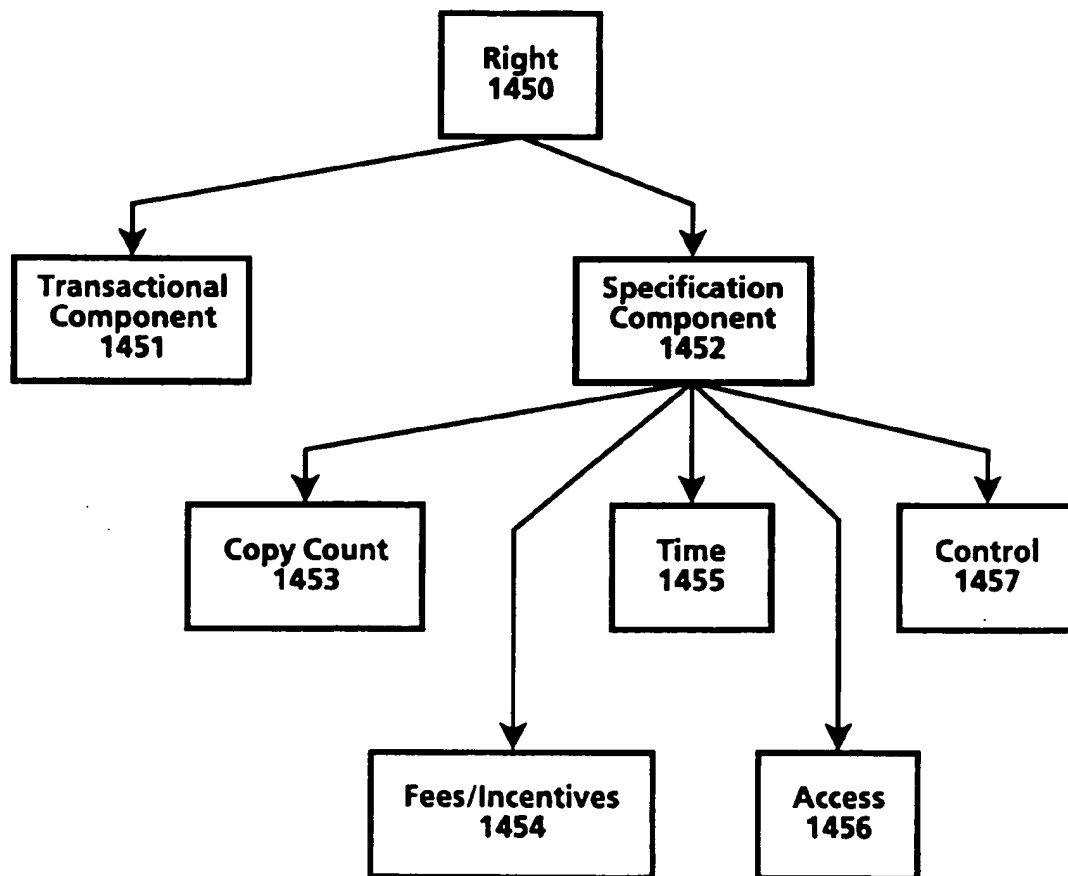 Right
1450
Transactional
Component
1451
Specification
Component
1452
Copy Count
1453
Time
1455
Control
1457
Fees/Incentives
1454
Access
1456